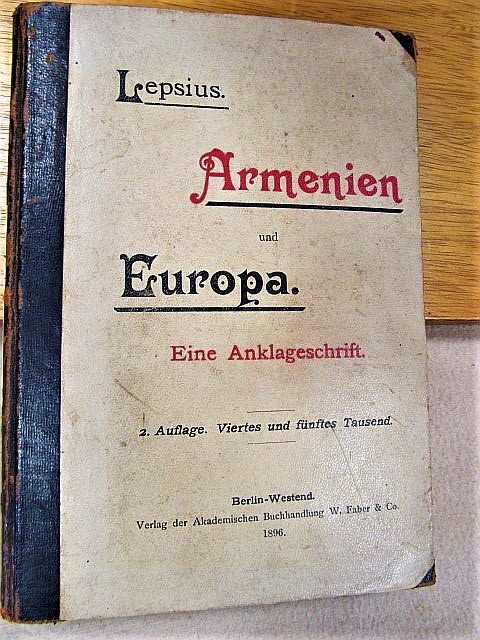 Lepsius.
Armenien
und
Europa.
Eine Anklageschrift.
2. Auflage. Viertes und fünftes Tausend.
Berlin-Westend.
Verlag der Akademischen Buchhandlung W. Faber & Co.
1896.